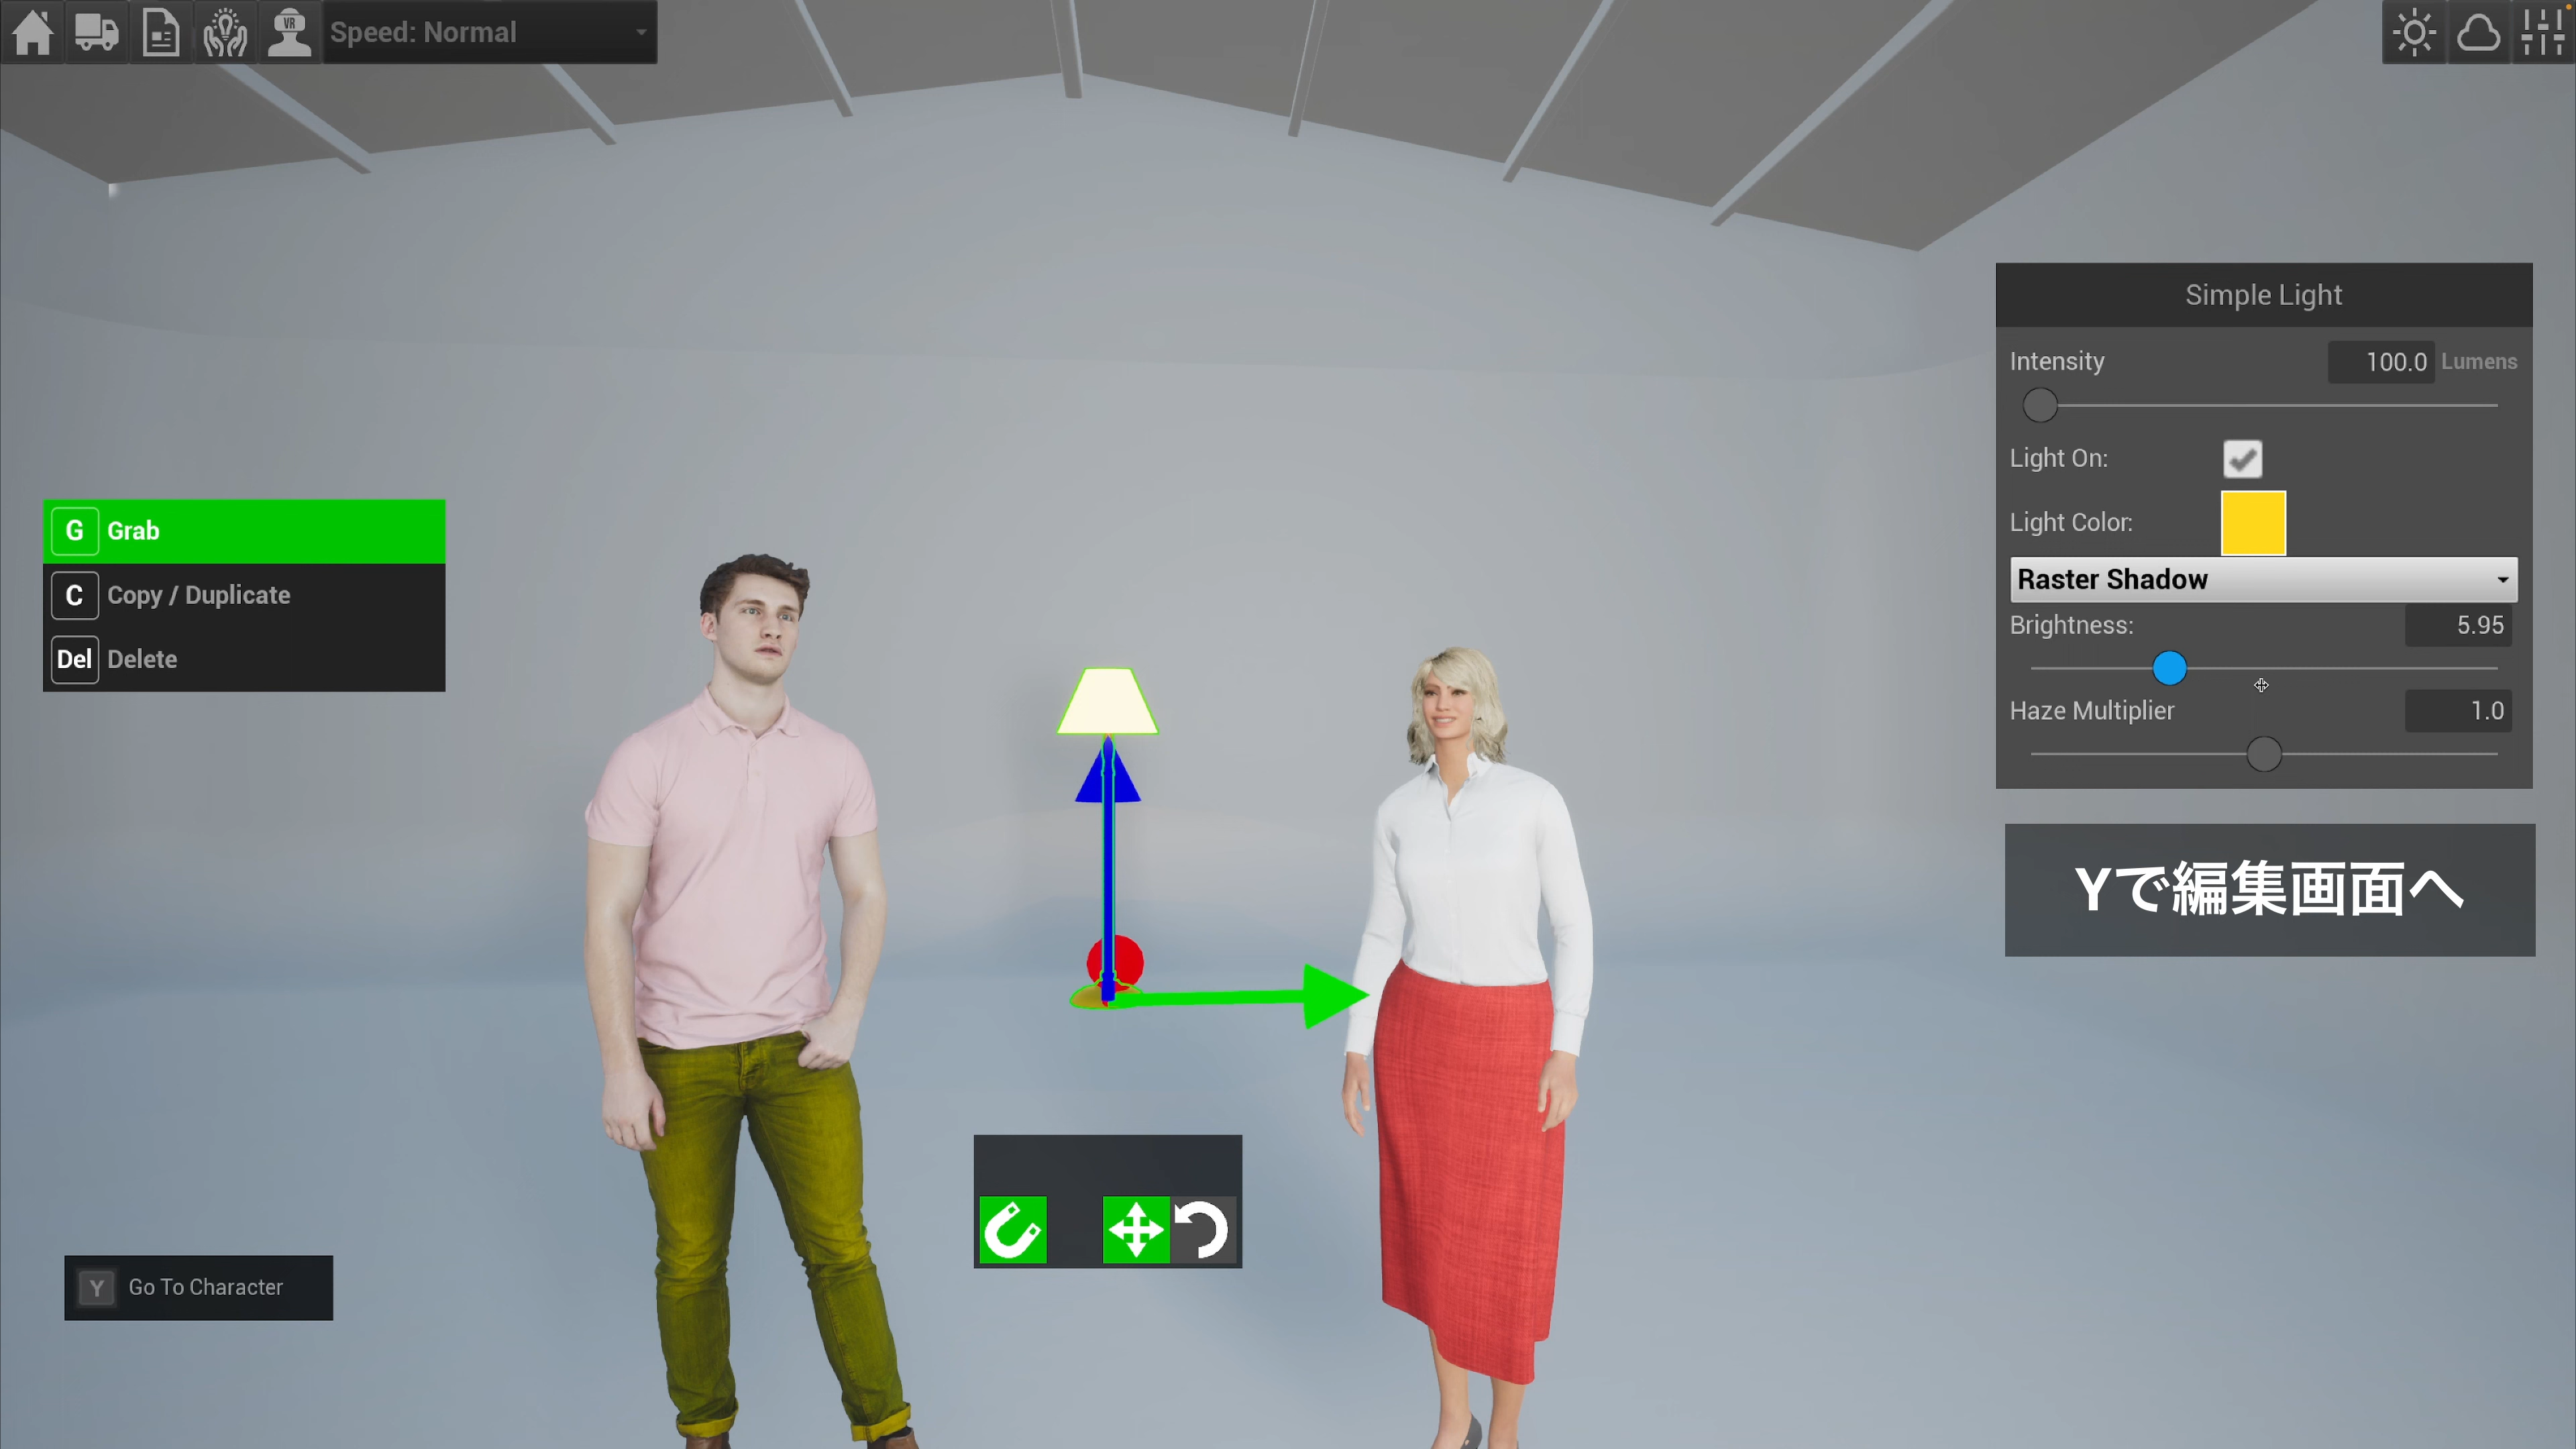 VR
Speed: Normal
Simple Light
Intensity 100.0 Lumens
Light On:
Light Color:
Raster Shadow
Brightness: 5.95
Haze Multiplier 1.0
G Grab
C Copy / Duplicate
Del Delete
Yで編集画面へ
Y Go To Character